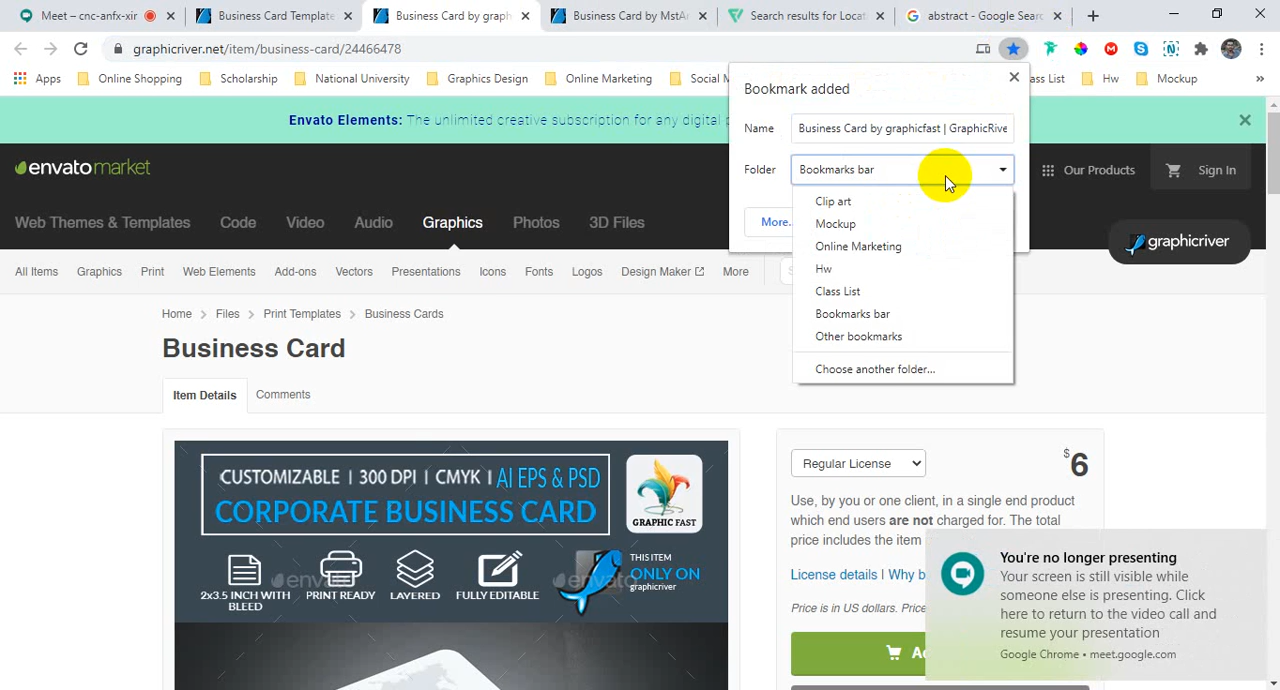 Meet – cnc-anfx-xir
Business Card Template
Business Card by graph
Business Card by MstAr
Search results for Locat
abstract - Google Searc
graphicriver.net/item/business-card/24466478
Apps
Online Shopping
Scholarship
National University
Graphics Design
Online Marketing
Social M
ass List
Hw
Mockup
Bookmark added
Name
Business Card by graphicfast | GraphicRive
Folder
Bookmarks bar
More...
Clip art
Mockup
Online Marketing
Hw
Class List
Bookmarks bar
Other bookmarks
Choose another folder...
Envato Elements: The unlimited creative subscription for any digital p
envatomarket
Our Products
Sign In
Web Themes & Templates
Code
Video
Audio
Graphics
Photos
3D Files
graphicriver
All Items
Graphics
Print
Web Elements
Add-ons
Vectors
Presentations
Icons
Fonts
Logos
Design Maker
More
Home
Files
Print Templates
Business Cards
Business Card
Item Details
Comments
CUSTOMIZABLE | 300 DPI | CMYK | AI EPS & PSD
CORPORATE BUSINESS CARD
GRAPHIC FAST
2x3.5 INCH WITH
BLEED
PRINT READY
LAYERED
FULLY EDITABLE
THIS ITEM
ONLY ON
graphicriver
envato
envato
Regular License
$6
Use, by you or one client, in a single end product
which end users are not charged for. The total
price includes the item
License details | Why b
Price is in US dollars. Price
Ad
You're no longer presenting
Your screen is still visible while
someone else is presenting. Click
here to return to the video call and
resume your presentation
Google Chrome • meet.google.com